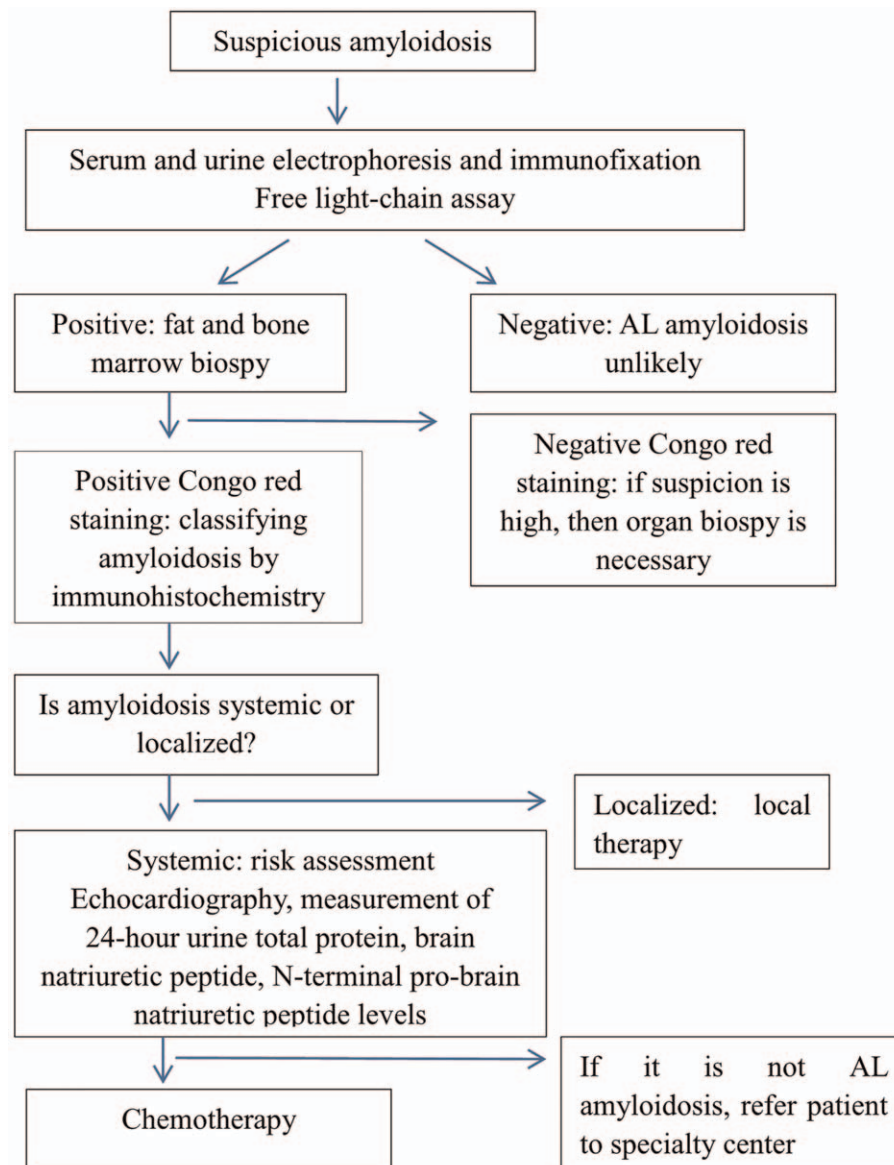 Suspicious amyloidosis
Serum and urine electrophoresis and immunofixation
Free light-chain assay
Positive: fat and bone
marrow biospy
Negative: AL amyloidosis
unlikely
Positive Congo red
staining: classifying
amyloidosis by
immunohistochemistry
Negative Congo red
staining: if suspicion is
high, then organ biospy is
necessary
Is amyloidosis systemic or
localized?
Localized: local
therapy
Systemic: risk assessment
Echocardiography, measurement of
24-hour urine total protein, brain
natriuretic peptide, N-terminal pro-brain
natriuretic peptide levels
Chemotherapy
If it is not AL
amyloidosis, refer patient
to specialty center